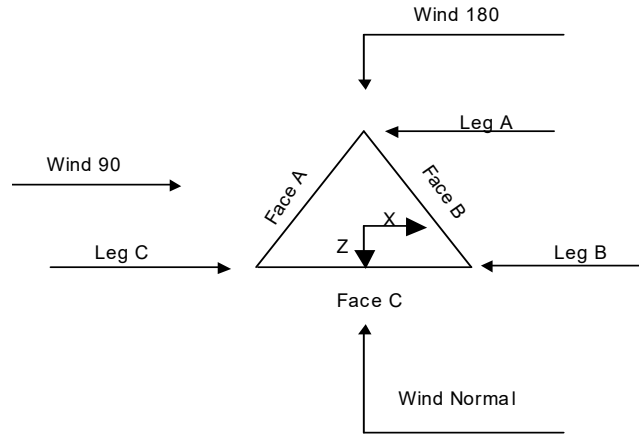 Wind 180
Leg A
Wind 90
Face A
Face B
X
Z
Leg C
Leg B
Face C
Wind Normal